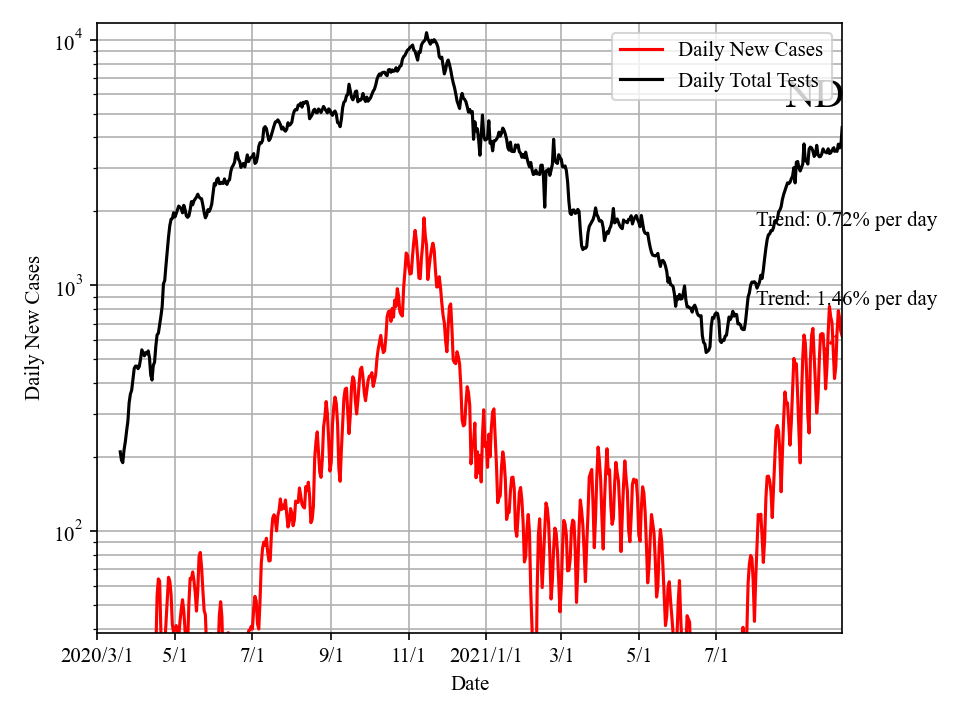 Daily New Cases
Daily Total Tests
ND
Trend: 0.72% per day
Trend: 1.46% per day
10^4
10^3
10^2
Daily New Cases
2020/3/1 5/1 7/1 9/1 11/1 2021/1/1 3/1 5/1 7/1
Date